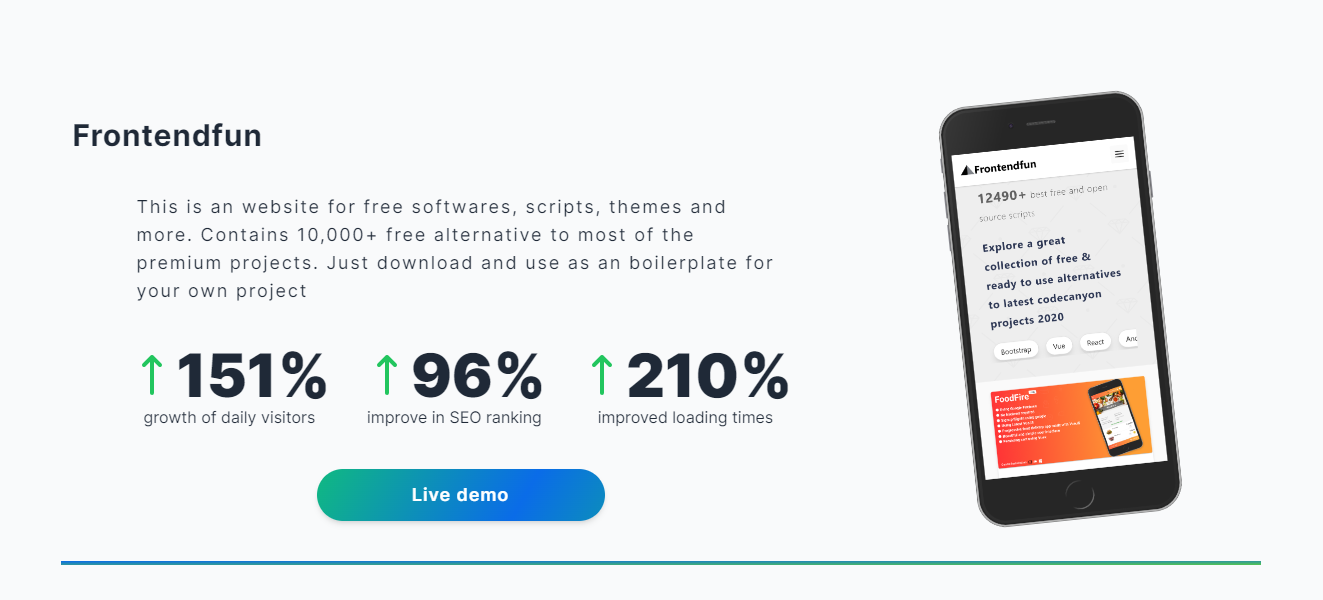 Frontendfun
This is an website for free softwares, scripts, themes and
more. Contains 10,000+ free alternative to most of the
premium projects. Just download and use as an boilerplate for
your own project
↑ 151%
growth of daily visitors
↑ 96%
improve in SEO ranking
↑ 210%
improved loading times
Live demo
Frontendfun
12490+ best free and open
source scripts
Explore a great
collection of free &
ready to use alternatives
to latest codecanyon
projects 2020
Bootstrap Vue React
FoodFire